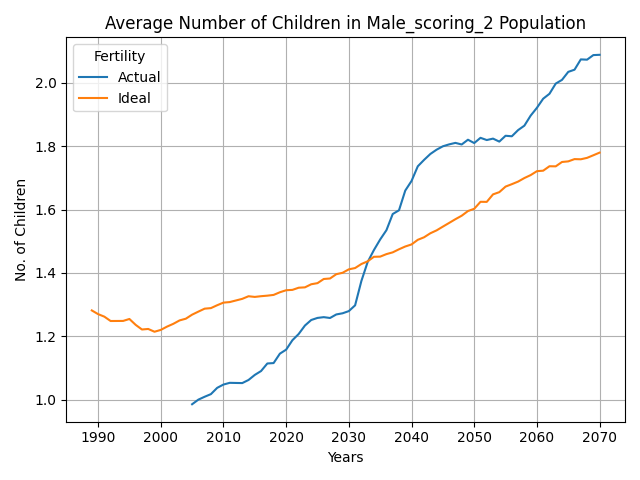 Average Number of Children in Male_scoring_2 Population
Fertility
Actual
Ideal
No. of Children
2.0
1.8
1.6
1.4
1.2
1.0
1990 2000 2010 2020 2030 2040 2050 2060 2070
Years